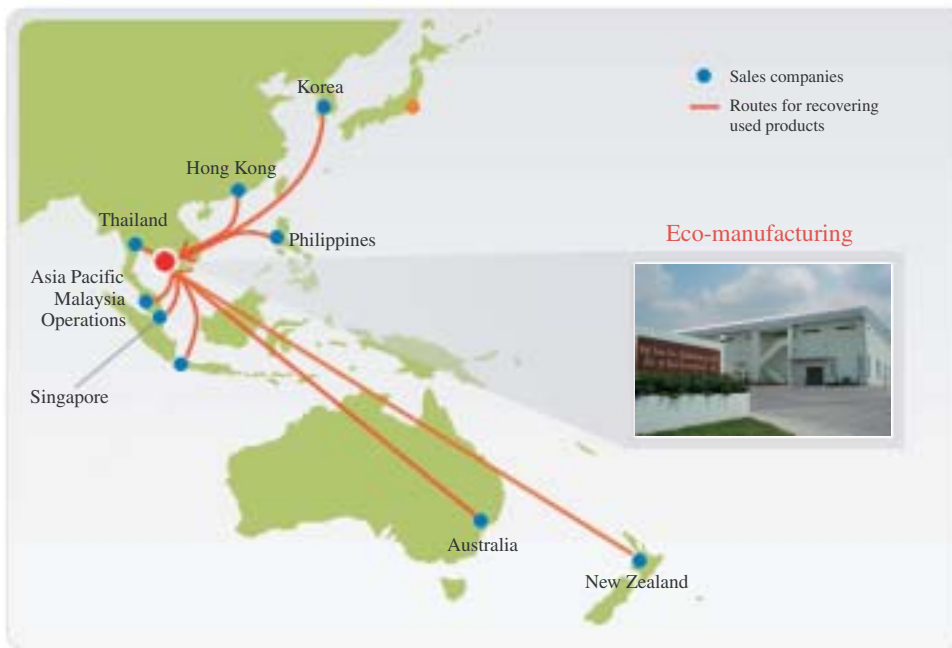 Korea
Sales companies
Routes for recovering
used products
Hong Kong
Thailand
Philippines
Eco-manufacturing
Asia Pacific
Malaysia
Operations
Singapore
Australia
New Zealand